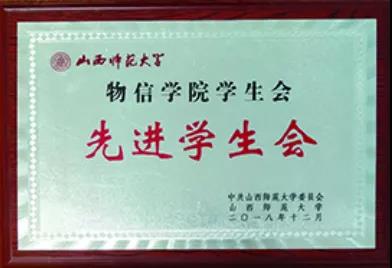 山西师范大学
物信学院学生会
先进学生会
中共山西师范大学委员会
山西师范大学
二〇一八年十二月